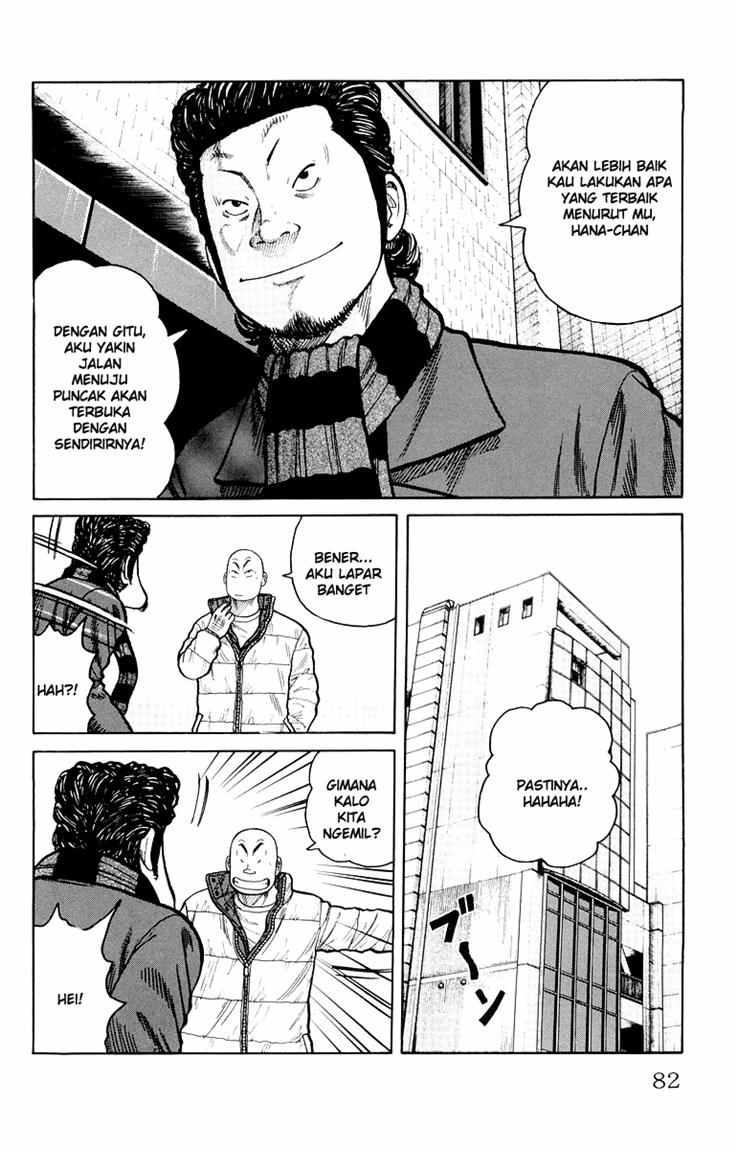 AKAN LEBIH BAIK
KAU LAKUKAN APA
YANG TERBAIK
MENURUT MU,
HANA-CHAN
DENGAN GITU,
AKU YAKIN
JALAN
MENUJU
PUNCAK AKAN
TERBUKA
DENGAN
SENDIRIRNYA!
BENER...
AKU LAPAR
BANGET
HAH?!
GIMANA
KALO
KITA
NGEMIL?
HEI!
PASTINYA..
HAHAHA!
ブ〜ン
82